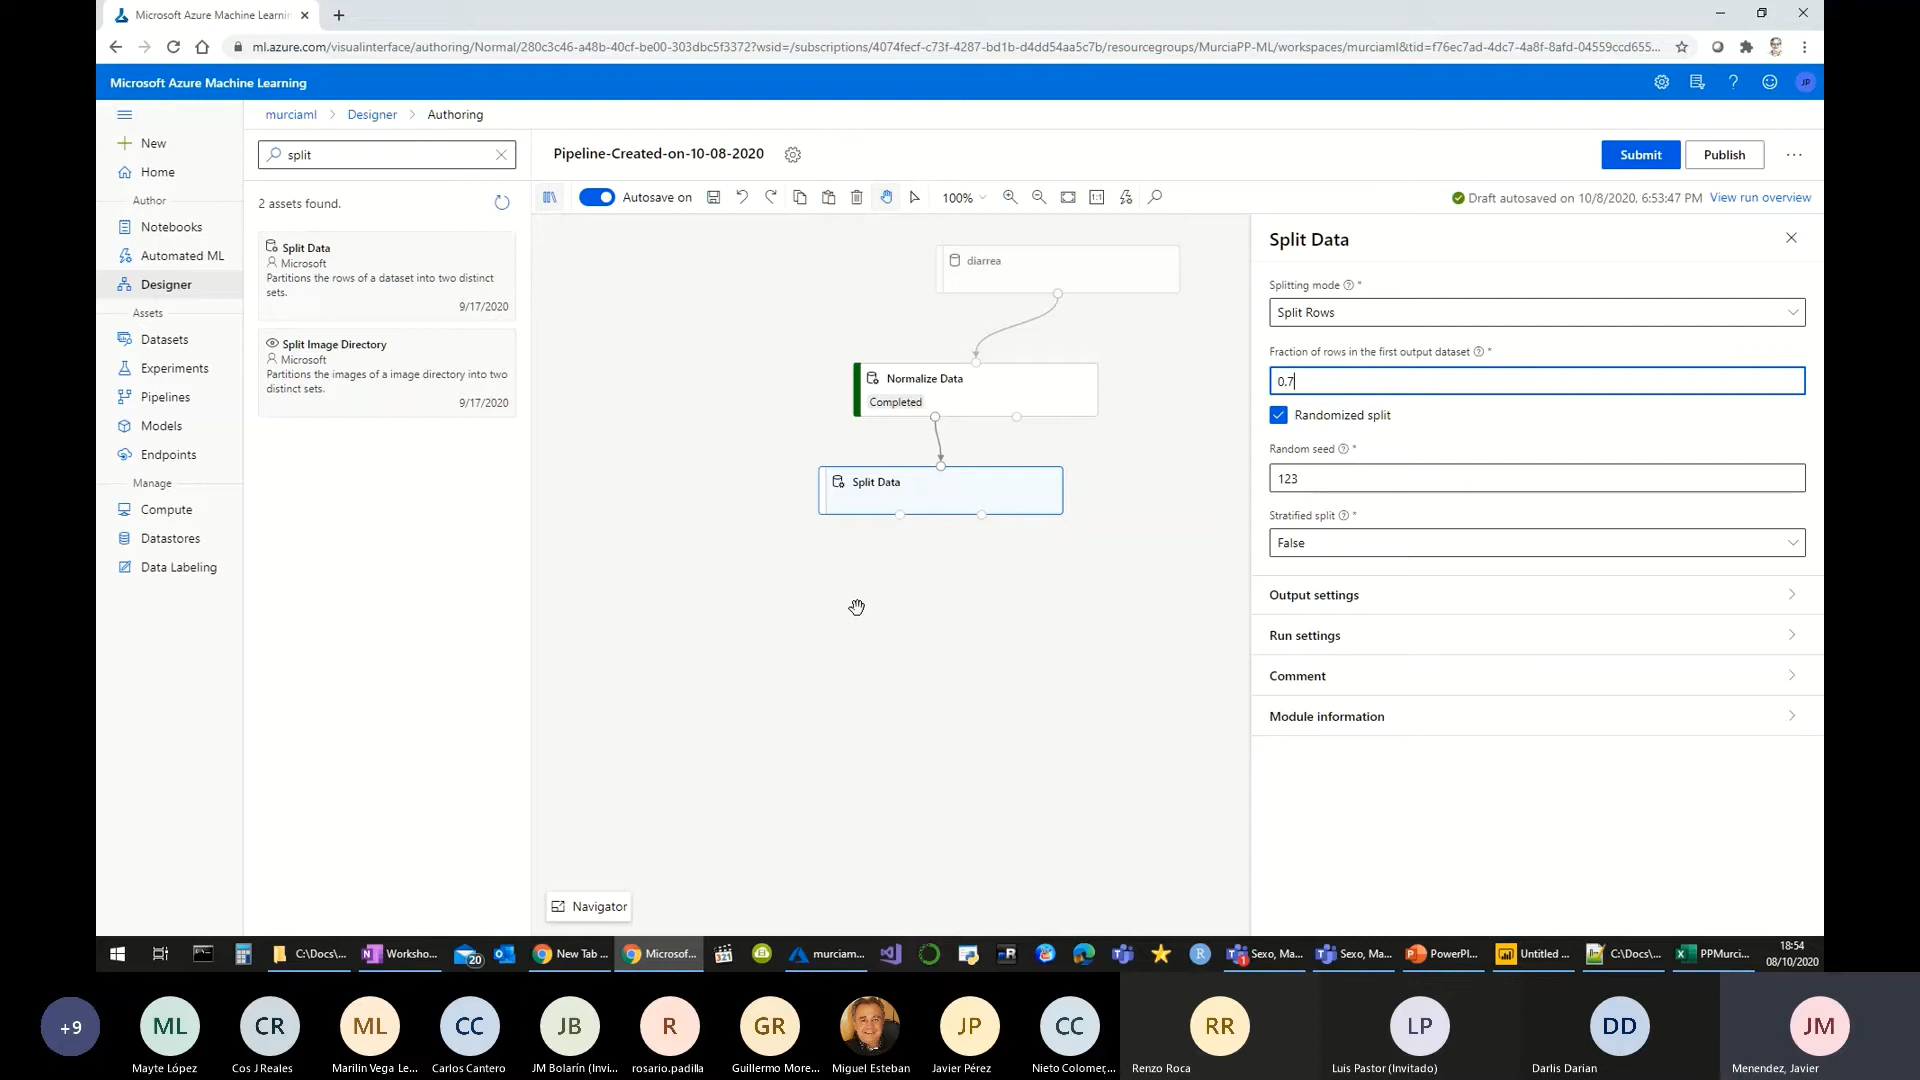 Microsoft Azure Machine Learnin
ml.azure.com/visualinterface/authoring/Normal/280c3c46-a48b-40cf-be00-303dbc5f3372?wsid=/subscriptions/4074fecf-c73f-4287-bd1b-d4dd54aa5c7b/resourcegroups/MurciaPP-ML/workspaces/murciaml&tid=f76ec7ad-4dc7-4a8f-8afd-04559ccd655...
Microsoft Azure Machine Learning
JP
murciaml > Designer > Authoring
New
Home
Author
Notebooks
Automated ML
Designer
Assets
Datasets
Experiments
Pipelines
Models
Endpoints
Manage
Compute
Datastores
Data Labeling
split
2 assets found.
Split Data
Microsoft
Partitions the rows of a dataset into two distinct
sets.
9/17/2020
Split Image Directory
Microsoft
Partitions the images of a image directory into two
distinct sets.
9/17/2020
Pipeline-Created-on-10-08-2020
Submit
Publish
Autosave on
100%
1:1
Draft autosaved on 10/8/2020, 6:53:47 PM
View run overview
diarrea
Normalize Data
Completed
Split Data
Navigator
Split Data
Splitting mode *
Split Rows
Fraction of rows in the first output dataset *
0.7
Randomized split
Random seed *
123
Stratified split *
False
Output settings
Run settings
Comment
Module information
20
C:\Docs\...
Worksho...
New Tab ...
Microsof...
321
murciam...
R
R
1
Sexo, Ma...
Sexo, Ma...
PowerPl...
Untitled ...
C:\Docs\...
PPMurci...
18:54
08/10/2020
+9
ML
Mayte López
CR
Cos J Reales
ML
Marilin Vega Le...
CC
Carlos Cantero
JB
JM Bolarín (Invi...
R
rosario.padilla
GR
Guillermo More...
Miguel Esteban
JP
Javier Pérez
CC
Nieto Colomer,...
RR
Renzo Roca
LP
Luis Pastor (Invitado)
DD
Darlis Darian
JM
Menendez, Javier